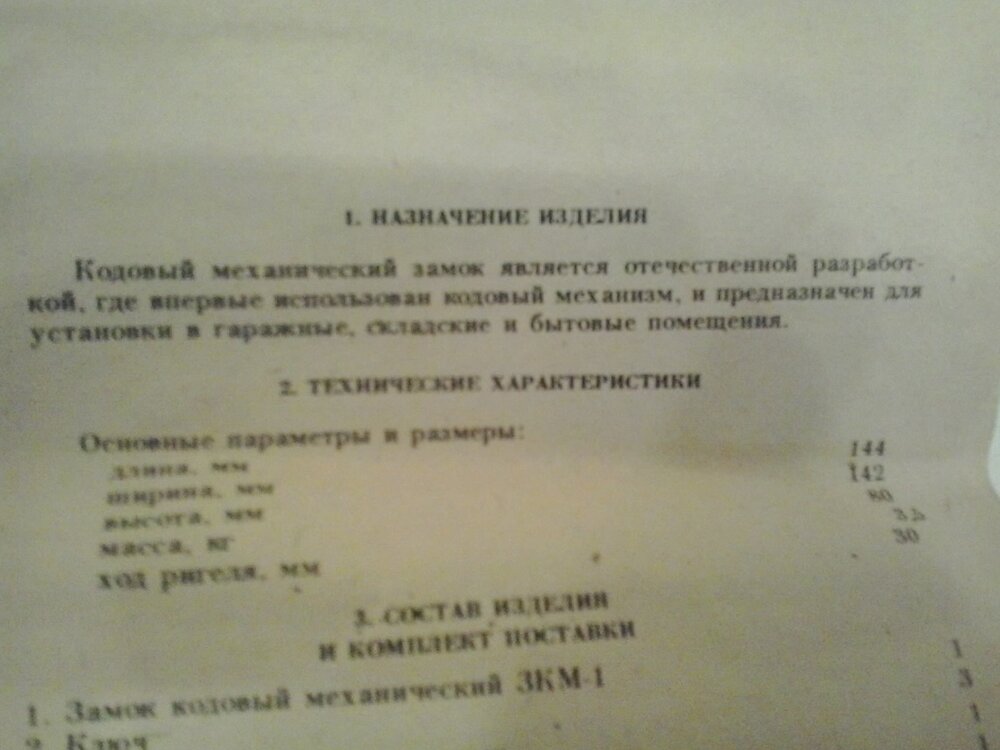 1. НАЗНАЧЕНИЕ ИЗДЕЛИЯ
Кодовый механический замок является отечественной разработ-
кой, где впервые использован кодовый механизм, и предназначен для
установки в гаражные, складские и бытовые помещения.
2. ТЕХНИЧЕСКИЕ ХАРАКТЕРИСТИКИ
Основные параметры и размеры:
длина, мм 144
ширина, мм 142
высота, мм 80
масса, кг
ход ригеля, мм 30
3. СОСТАВ ИЗДЕЛИЯ
И КОМПЛЕКТ ПОСТАВКИ
1. Замок кодовый механический ЗКМ-1 1
2. Ключ 3
1
1